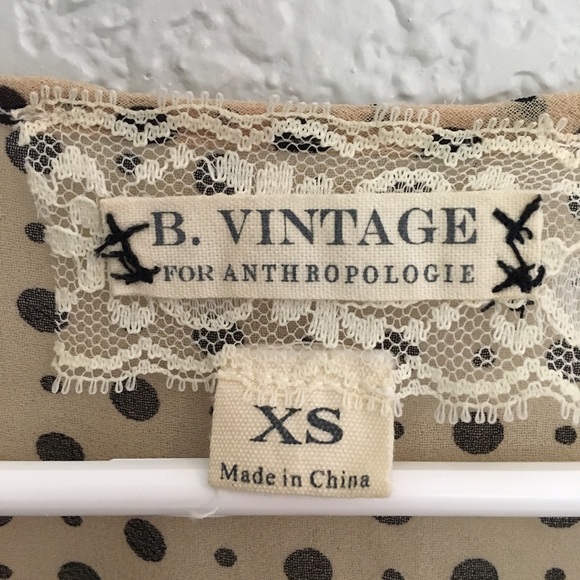 B. VINTAGE
FOR ANTHROPOLOGIE
XS
Made in China